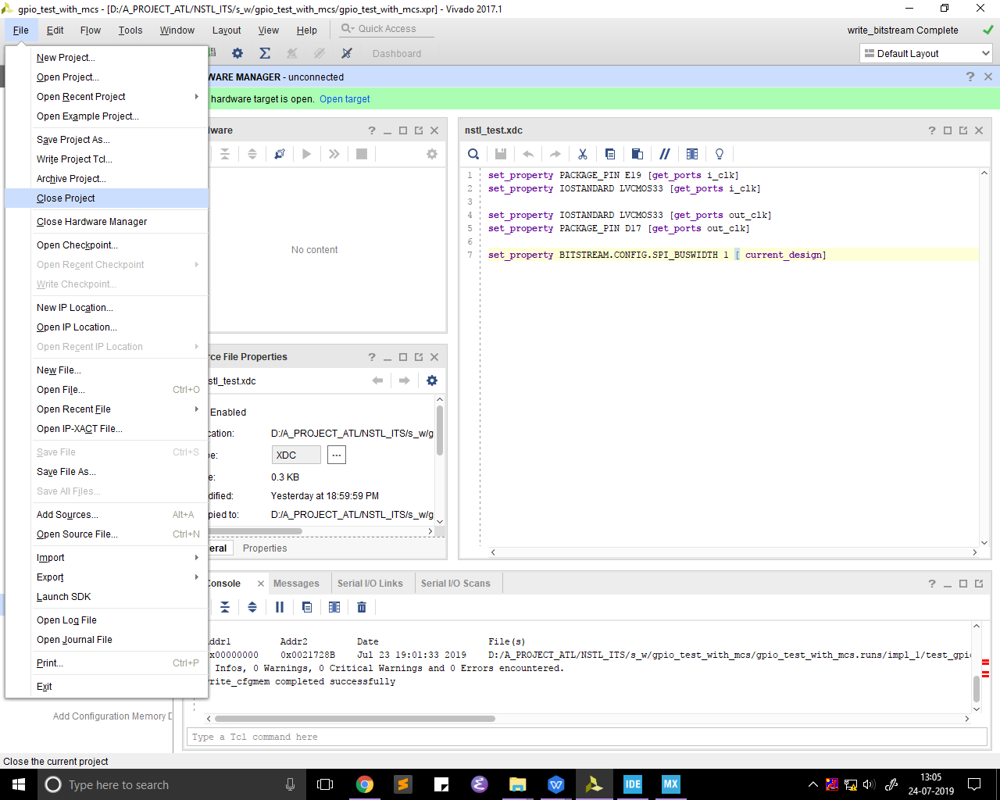 gpio_test_with_mcs - [D:/A_PROJECT_ATL/NSTL_ITS/s_w/gpio_test_with_mcs/gpio_test_with_mcs.xpr] - Vivado 2017.1
File Edit Flow Tools Window Layout View Help Quick Access write_bitstream Complete
Dashboard Default Layout
WARE MANAGER - unconnected
hardware target is open. Open target
New Project...
Open Project...
Open Recent Project
Open Example Project...
Save Project As...
Write Project Tcl...
Archive Project...
Close Project
Close Hardware Manager
Open Checkpoint...
Open Recent Checkpoint
Write Checkpoint...
New IP Location...
Open IP Location...
Open Recent IP Location
New File...
Open File... Ctrl+O
Open Recent File
Open IP-XACT File...
Save File Ctrl+S
Save File As...
Save All Files...
Add Sources... Alt+A
Open Source File... Ctrl+N
Import
Export
Launch SDK
Open Log File
Open Journal File
Print... Ctrl+P
Exit
Add Configuration Memory D
Close the current project
ware
No content
rce File Properties
stl_test.xdc
Enabled
cation: D:/A_PROJECT_ATL/NSTL_ITS/s_w/g
e: XDC ...
e: 0.3 KB
dified: Yesterday at 18:59:59 PM
pied to: D:/A_PROJECT_ATL/NSTL_ITS/s_w/g
eral Properties
nstl_test.xdc
1 set_property PACKAGE_PIN E19 [get_ports i_clk]
2 set_property IOSTANDARD LVCMOS33 [get_ports i_clk]
3
4 set_property IOSTANDARD LVCMOS33 [get_ports out_clk]
5 set_property PACKAGE_PIN D17 [get_ports out_clk]
6
7 set_property BITSTREAM.CONFIG.SPI_BUSWIDTH 1 [ current_design]
Console Messages Serial I/O Links Serial I/O Scans
Addr1 Addr2 Date File(s)
0x00000000 0x0021728B Jul 23 19:01:33 2019 D:/A_PROJECT_ATL/NSTL_ITS/s_w/gpio_test_with_mcs/gpio_test_with_mcs.runs/impl_1/test_gpi
Infos, 0 Warnings, 0 Critical Warnings and 0 Errors encountered.
write_cfgmem completed successfully
Type a Tcl command here
Type here to search
IDE MX
13:05
24-07-2019